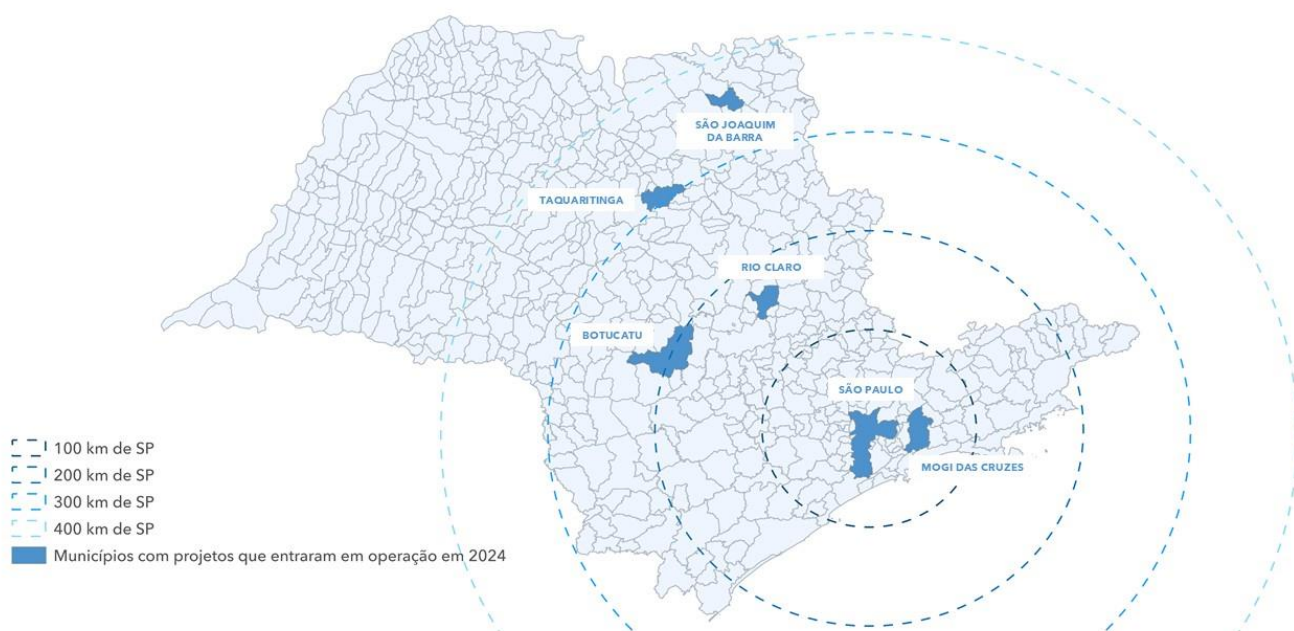 SÃO JOAQUIM
DA BARRA
TAQUARITINGA
RIO CLARO
BOTUCATU
SÃO PAULO
MOGI DAS CRUZES
100 km de SP
200 km de SP
300 km de SP
400 km de SP
Municípios com projetos que entraram em operação em 2024